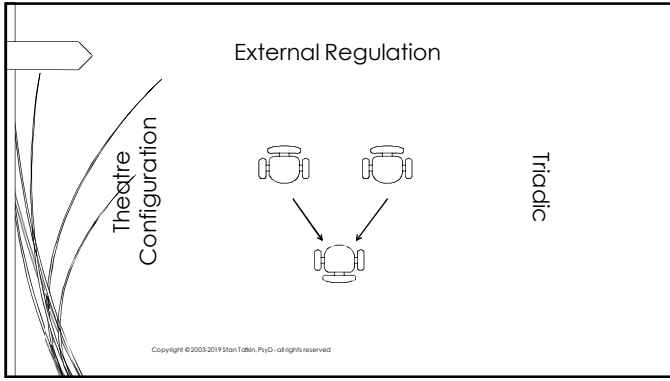 External Regulation
Theatre
Configuration
Triadic
Copyright ©2003-2019 Stan Tatkin, PsyD - all rights reserved